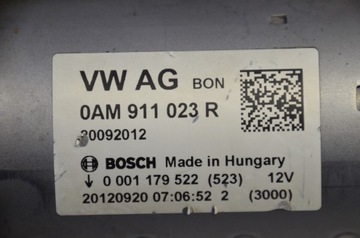 VW AG BON
0AM 911 023 R
20092012
BOSCH Made in Hungary
0 001 179 522 (523) 12V
20120920 07:06:52 2 (3000)